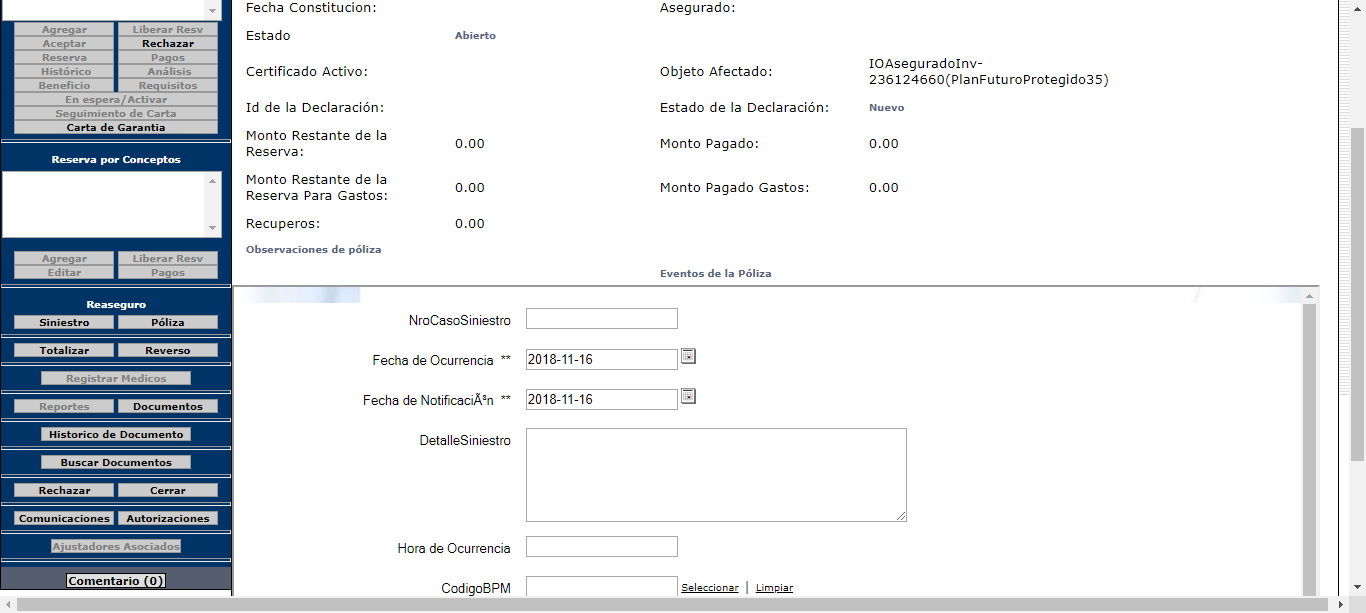 Agregar Liberar Resv
Aceptar Rechazar
Reserva Pagos
Histórico Análisis
Beneficio Requisitos
En espera/Activar
Seguimiento de Carta
Carta de Garantia
Reserva por Conceptos
Agregar Liberar Resv
Editar Pagos
Reaseguro
Siniestro Póliza
Totalizar Reverso
Registrar Medicos
Reportes Documentos
Historico de Documento
Buscar Documentos
Rechazar Cerrar
Comunicaciones Autorizaciones
Ajustadores Asociados
Comentario (0)
Fecha Constitucion: Asegurado:
Estado Abierto
Certificado Activo: Objeto Afectado: IOAseguradoInv-
236124660(PlanFuturoProtegido35)
Id de la Declaración: Estado de la Declaración: Nuevo
Monto Restante de la
Reserva: 0.00 Monto Pagado: 0.00
Monto Restante de la
Reserva Para Gastos: 0.00 Monto Pagado Gastos: 0.00
Recuperos: 0.00
Observaciones de póliza
Eventos de la Póliza
NroCasoSiniestro
Fecha de Ocurrencia ** 2018-11-16
Fecha de NotificaciÃ³n ** 2018-11-16
DetalleSiniestro
Hora de Ocurrencia
CodigoBPM Seleccionar | Limpiar